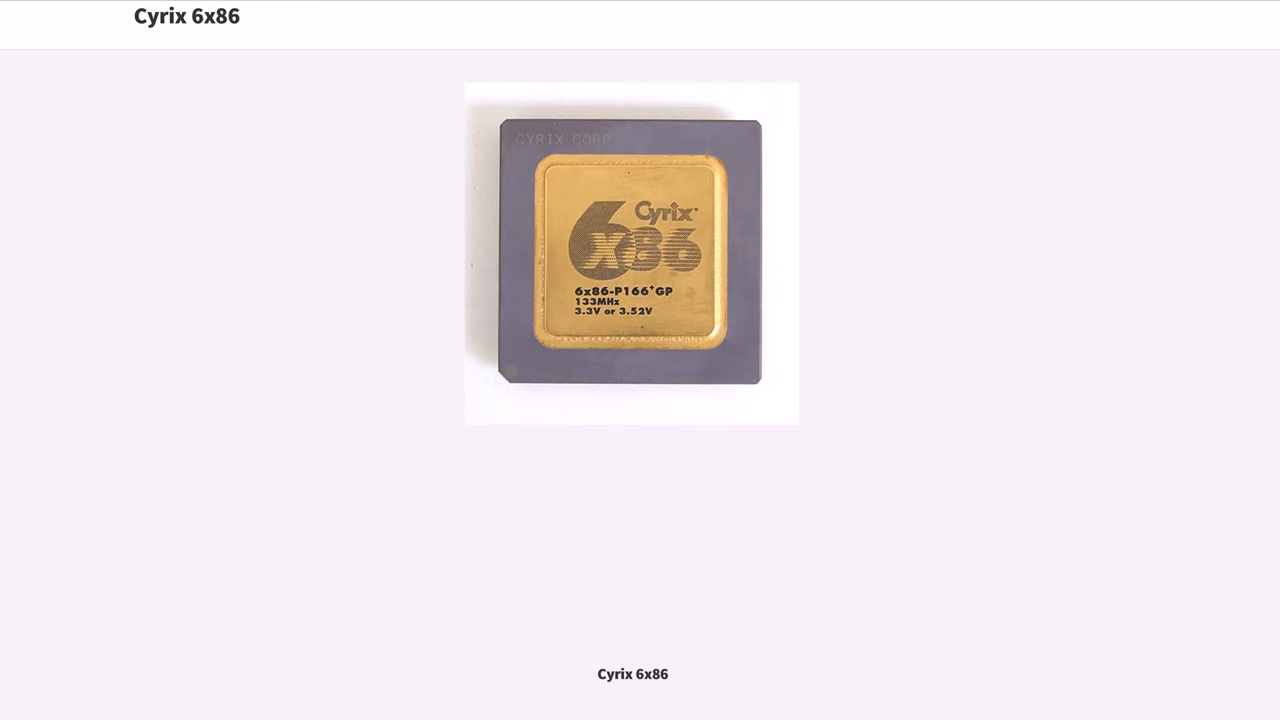 Cyrix 6x86
CYRIX CORP
Cyrix
6x86
6x86-P166+GP
133MHz
3.3V or 3.52V
Cyrix 6x86